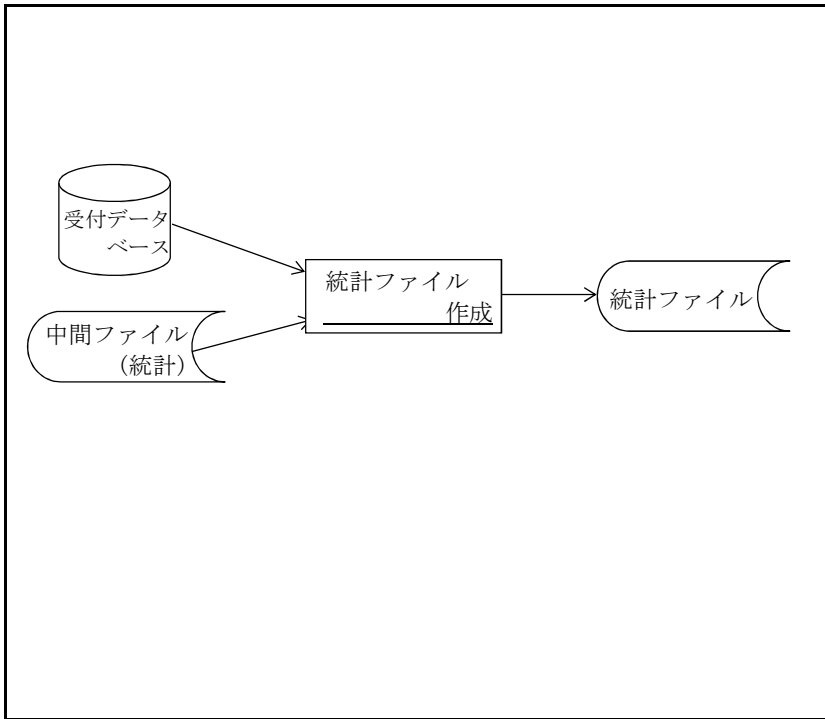 受付データ
ベース
中間ファイル
（統計）
統計ファイル
作成
統計ファイル